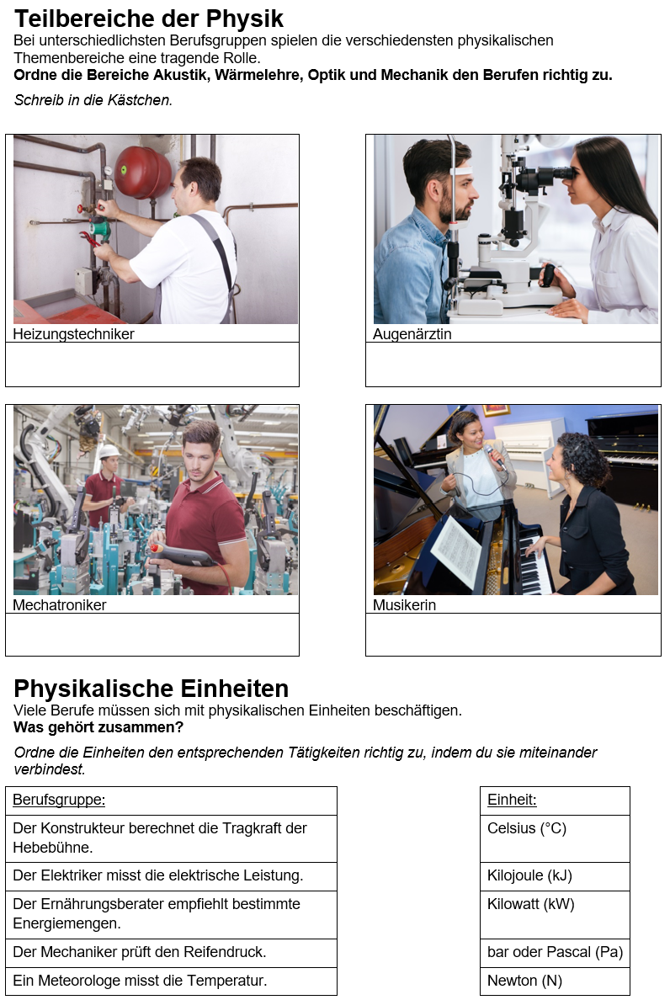 Teilbereiche der Physik
Bei unterschiedlichsten Berufsgruppen spielen die verschiedensten physikalischen
Themenbereiche eine tragende Rolle.
Ordne die Bereiche Akustik, Wärmelehre, Optik und Mechanik den Berufen richtig zu.
Schreib in die Kästchen.
Heizungstechniker
Augenärztin
Mechatroniker
Musikerin
Physikalische Einheiten
Viele Berufe müssen sich mit physikalischen Einheiten beschäftigen.
Was gehört zusammen?
Ordne die Einheiten den entsprechenden Tätigkeiten richtig zu, indem du sie miteinander
verbindest.
Berufsgruppe:
Der Konstrukteur berechnet die Tragkraft der
Hebebühne.
Der Elektriker misst die elektrische Leistung.
Der Ernährungsberater empfiehlt bestimmte
Energiemengen.
Der Mechaniker prüft den Reifendruck.
Ein Meteorologe misst die Temperatur.
Einheit:
Celsius (°C)
Kilojoule (kJ)
Kilowatt (kW)
bar oder Pascal (Pa)
Newton (N)